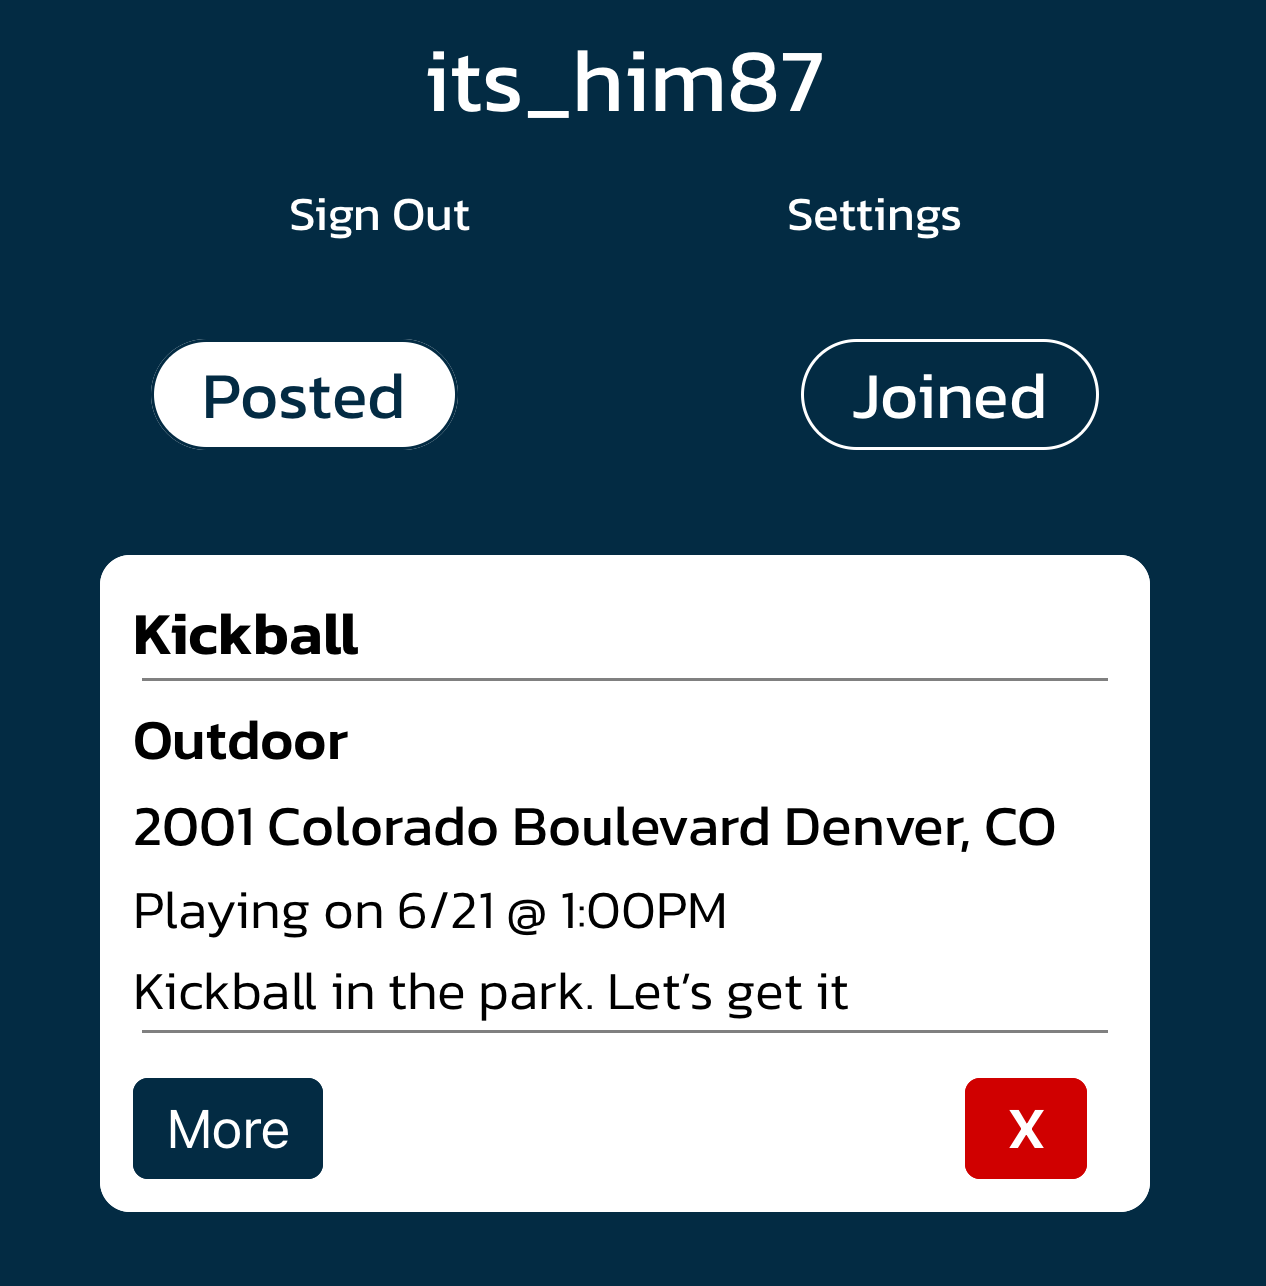 its_him87
Sign Out Settings
Posted Joined
Kickball
Outdoor
2001 Colorado Boulevard Denver, CO
Playing on 6/21 @ 1:00PM
Kickball in the park. Let’s get it
More X